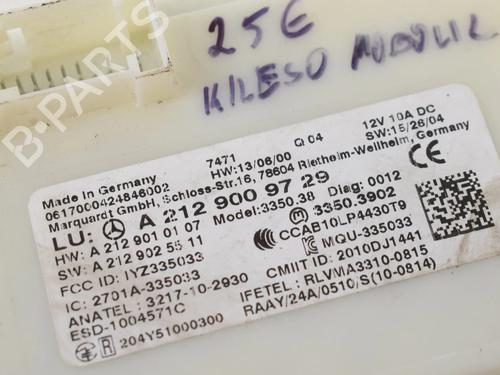 25E
KILESO MODULIZ
B-PARTS
Made in Germany 7471 Q 04 12V 10A DC
0617000424846002 HW:13/06/00 SW:15/26/04
Marquardt GmbH, Schloss-Str.16, 78604 Rietheim-Weilheim, Germany
LU: A 212 900 97 29
HW: A 212 901 01 07 Model:3350.38 Diag: 0012
SW: A 212 902 55 11 3350.3902
FCC ID: IYZ335033 CCAB10LP4430T9
IC: 2701A-335033 MQU-335033
ANATEL : 3217-10-2930 CMIIT ID: 2010DJ1441
ESD-1004571C IFETEL : RLVMA3310-0815
R 204Y51000300 RAAY/24A/0510/S(10-0814)